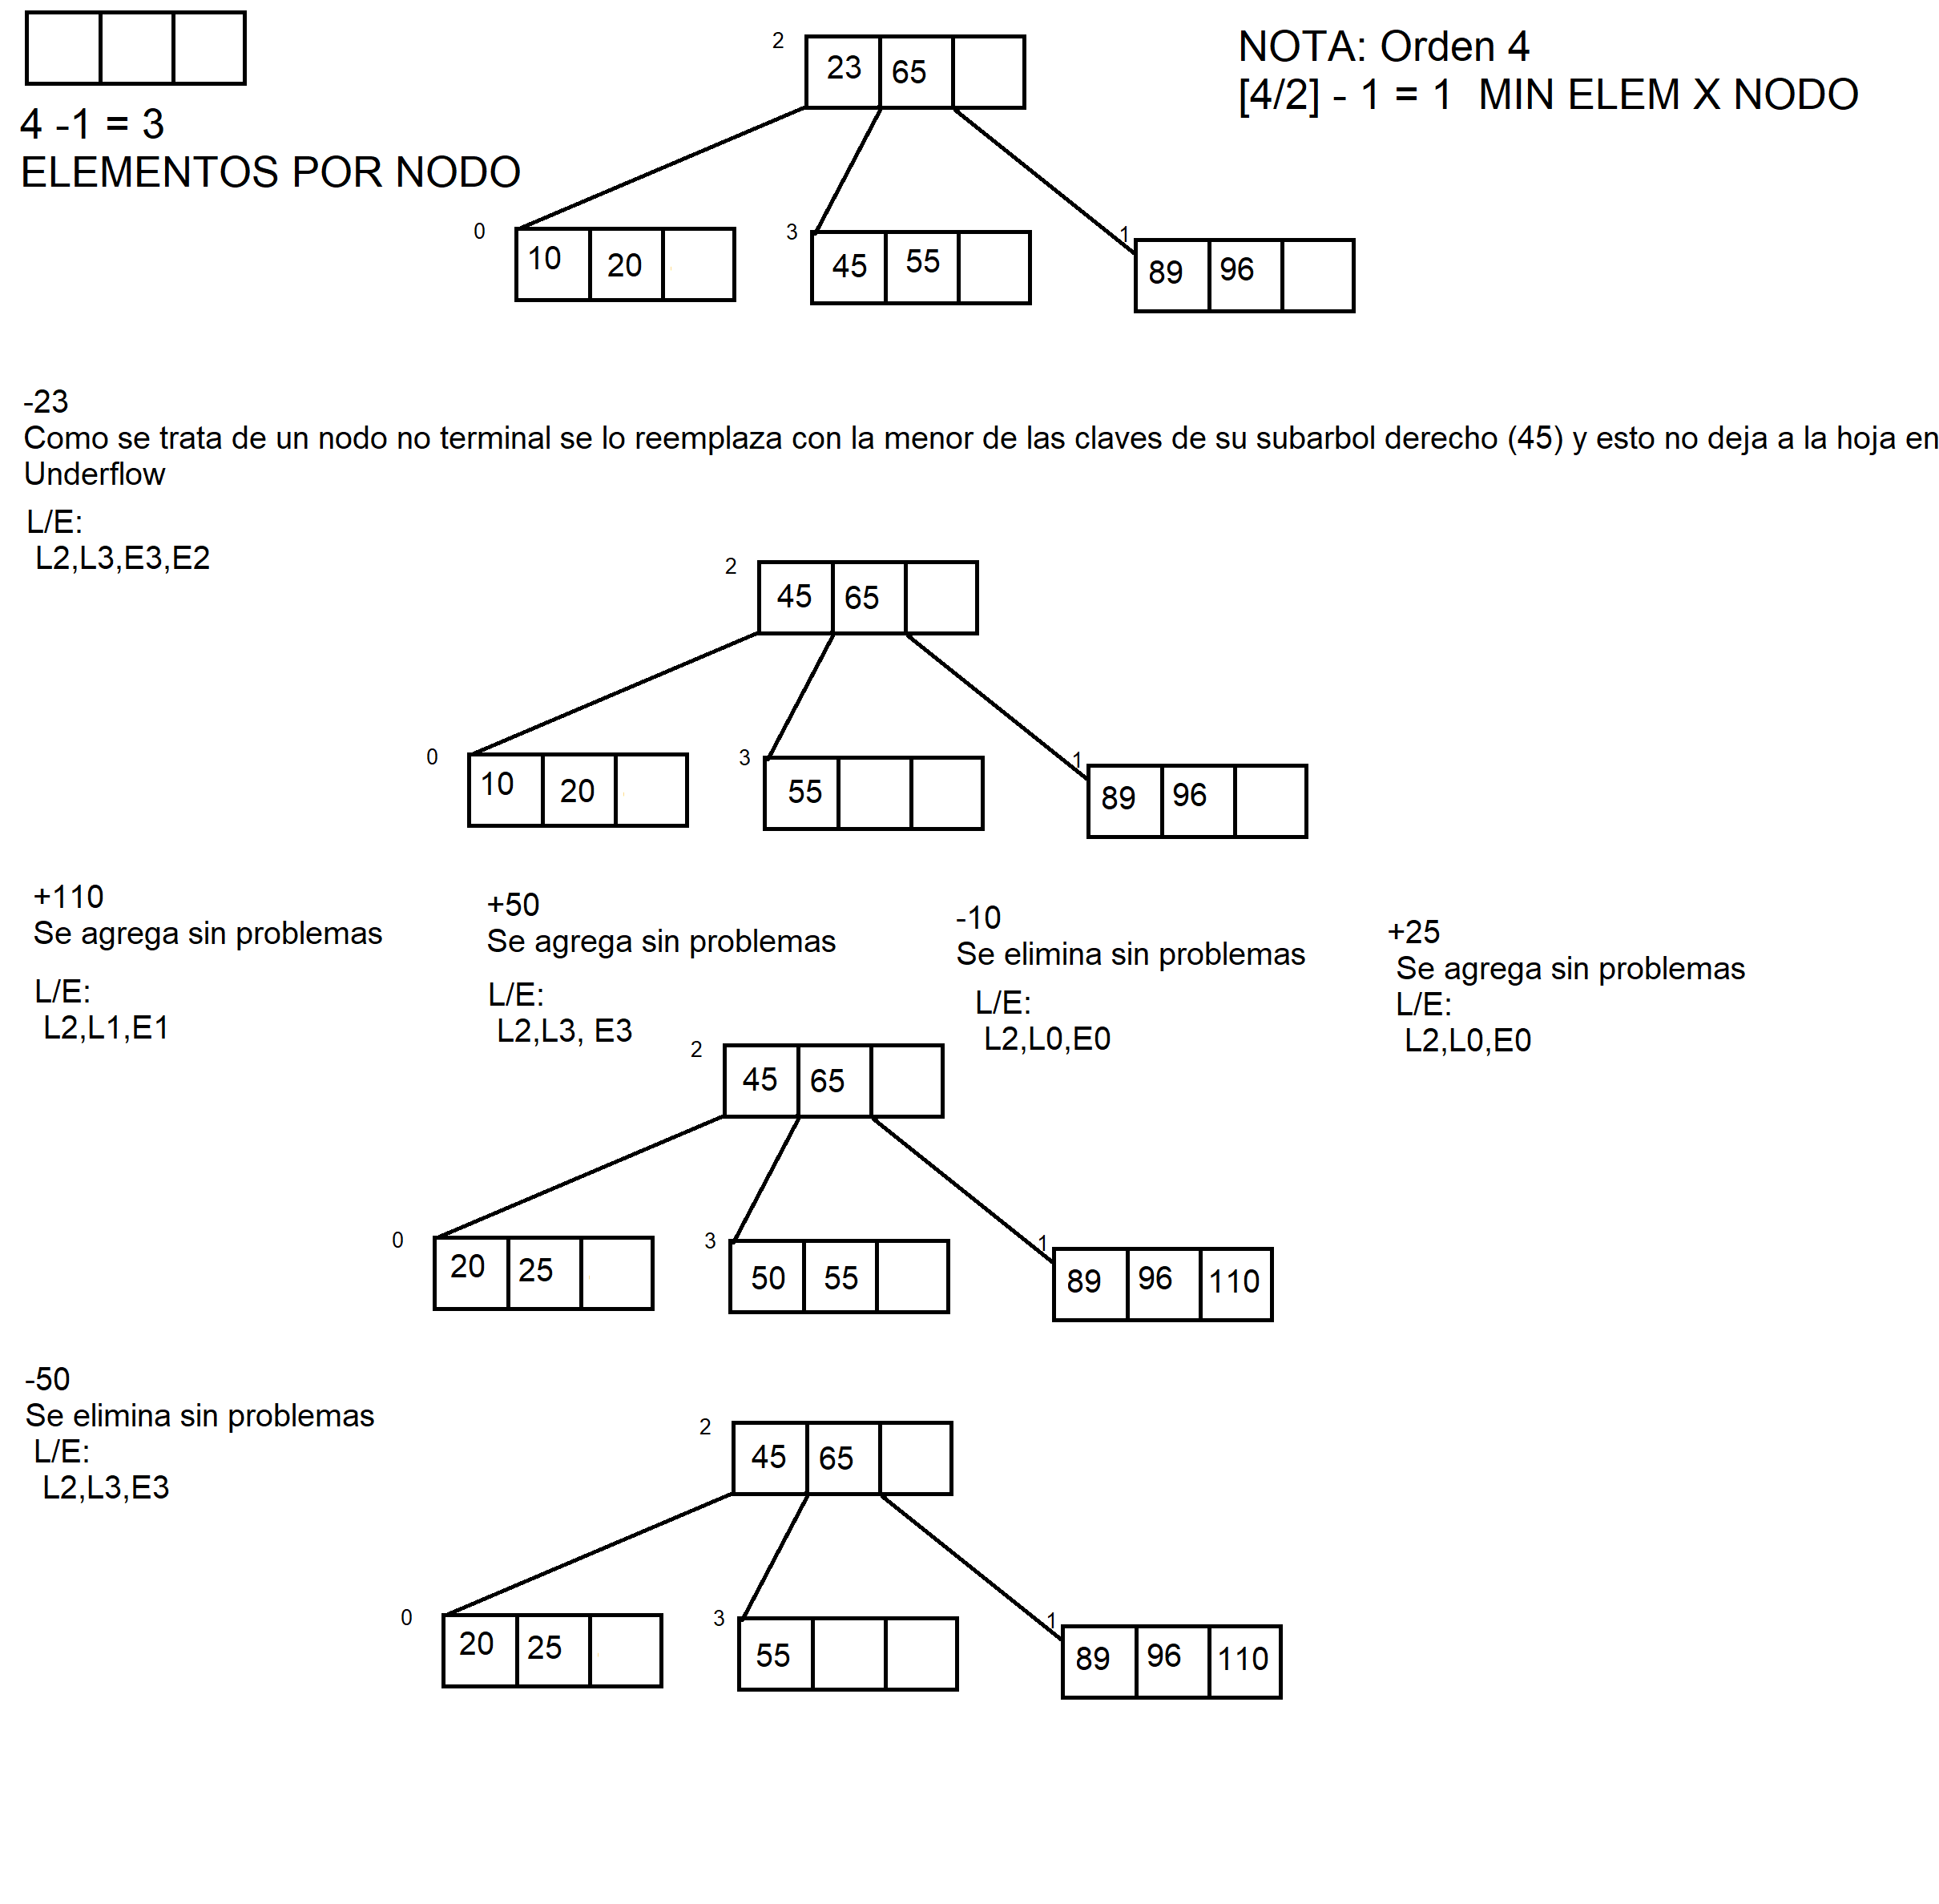 4 -1 = 3
ELEMENTOS POR NODO
NOTA: Orden 4
[4/2] - 1 = 1 MIN ELEM X NODO
2
23 65
0
10 20
3
45 55
1
89 96
-23
Como se trata de un nodo no terminal se lo reemplaza con la menor de las claves de su subarbol derecho (45) y esto no deja a la hoja en
Underflow
L/E:
L2,L3,E3,E2
2
45 65
0
10 20
3
55
1
89 96
+110
Se agrega sin problemas
L/E:
L2,L1,E1
+50
Se agrega sin problemas
L/E:
L2,L3, E3
-10
Se elimina sin problemas
L/E:
L2,L0,E0
+25
Se agrega sin problemas
L/E:
L2,L0,E0
2
45 65
0
20 25
3
50 55
1
89 96 110
-50
Se elimina sin problemas
L/E:
L2,L3,E3
2
45 65
0
20 25
3
55
1
89 96 110